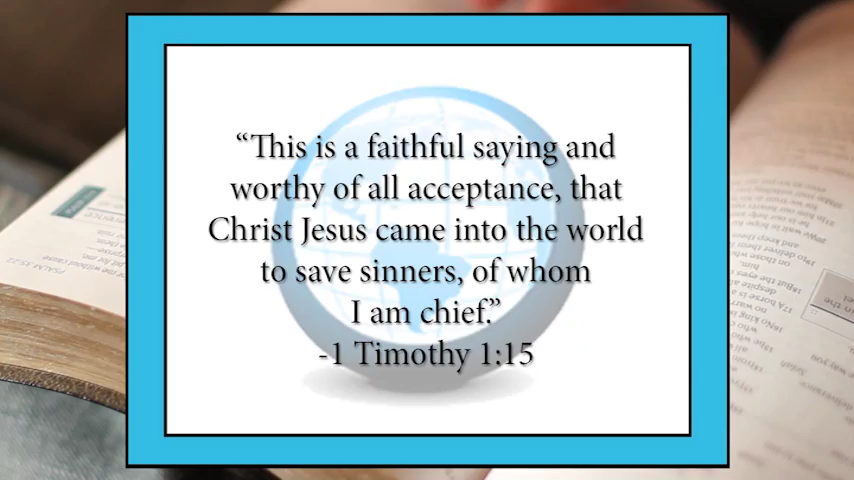 “This is a faithful saying and
worthy of all acceptance, that
Christ Jesus came into the world
to save sinners, of whom
I am chief.”
-1 Timothy 1:15